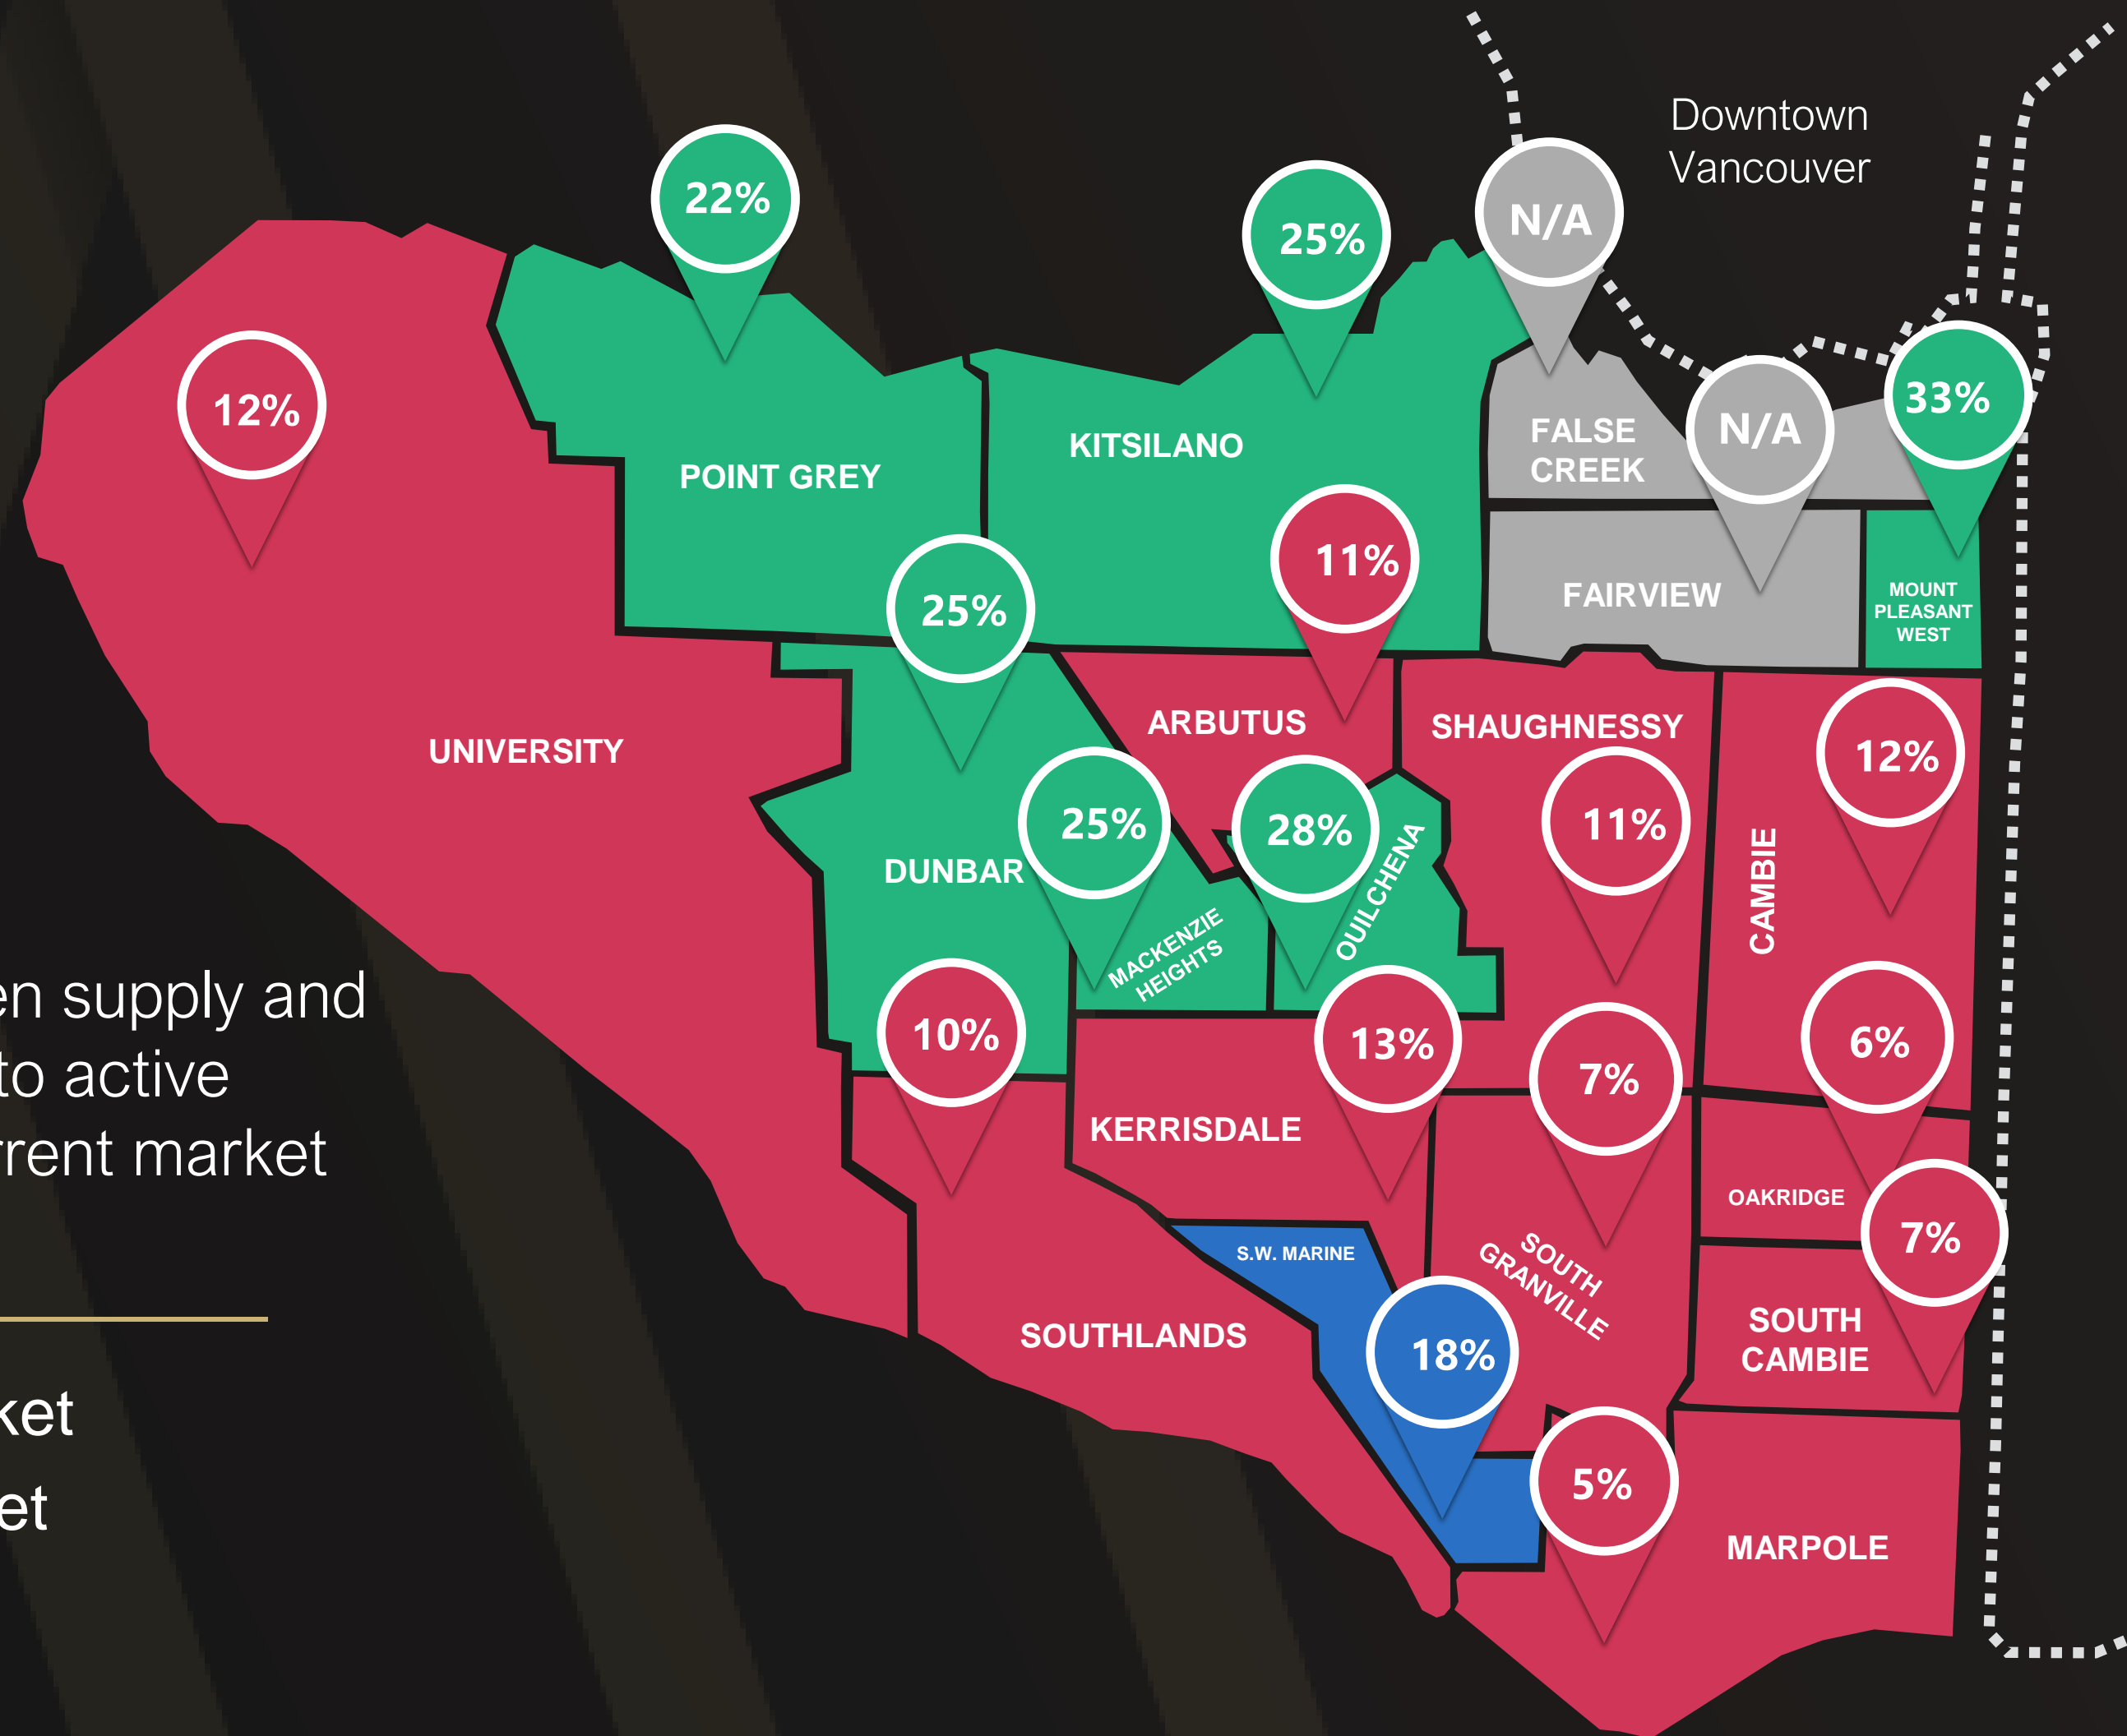 Downtown
Vancouver
22%
25%
N/A
12%
33%
N/A
FALSE
CREEK
KITSILANO
POINT GREY
11%
25%
FAIRVIEW
MOUNT
PLEASANT
WEST
UNIVERSITY
ARBUTUS
SHAUGHNESSY
12%
25%
28%
11%
DUNBAR
QUILCHENA
CAMBIE
MACKENZIE
HEIGHTS
en supply and
to active
rrent market
10%
13%
7%
6%
KERRISDALE
OAKRIDGE
7%
S.W. MARINE
SOUTH
GRANVILLE
SOUTHLANDS
18%
SOUTH
CAMBIE
ket
et
5%
MARPOLE